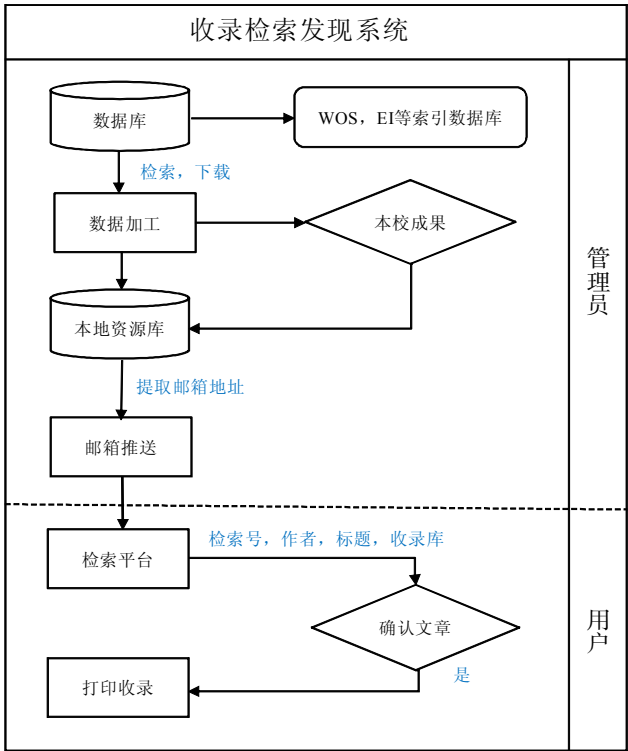 收录检索发现系统
数据库
WOS，EI等索引数据库
检索，下载
数据加工
本校成果
管理员
本地资源库
提取邮箱地址
邮箱推送
检索号，作者，标题，收录库
检索平台
确认文章
用户
是
打印收录